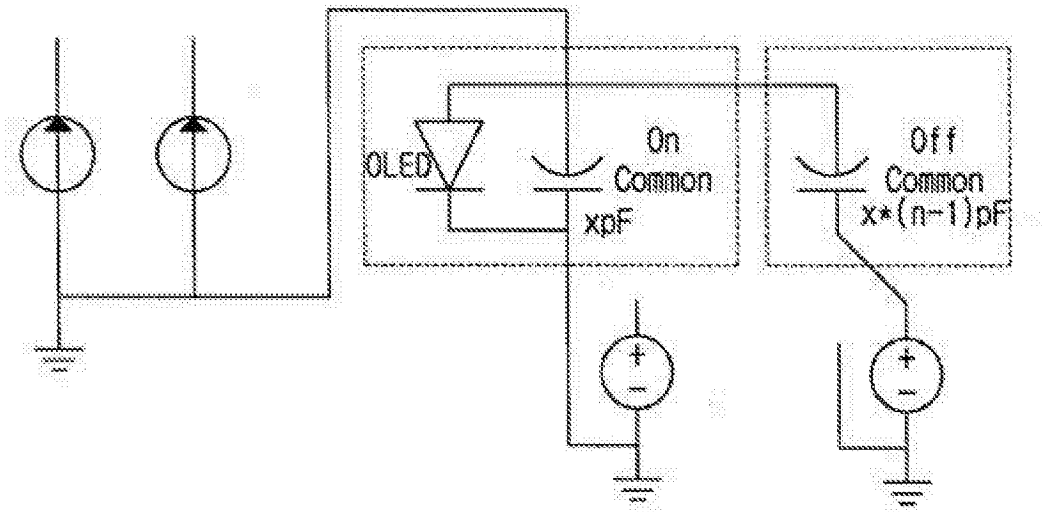 OLED
On
Common
xpF
Off
Common
x*(n-1)pF
+
-
+
-